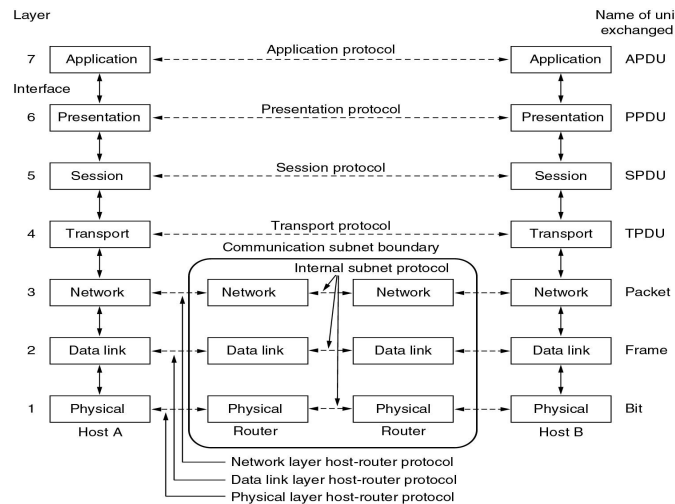 Layer
Name of uni
exchanged
Application protocol
7 Application Application APDU
Interface
Presentation protocol
6 Presentation Presentation PPDU
Session protocol
5 Session Session SPDU
Transport protocol
4 Transport Transport TPDU
Communication subnet boundary
Internal subnet protocol
3 Network Network Network Network Packet
2 Data link Data link Data link Data link Frame
1 Physical Physical Physical Physical Bit
Host A Router Router Host B
Network layer host-router protocol
Data link layer host-router protocol
Physical layer host-router protocol